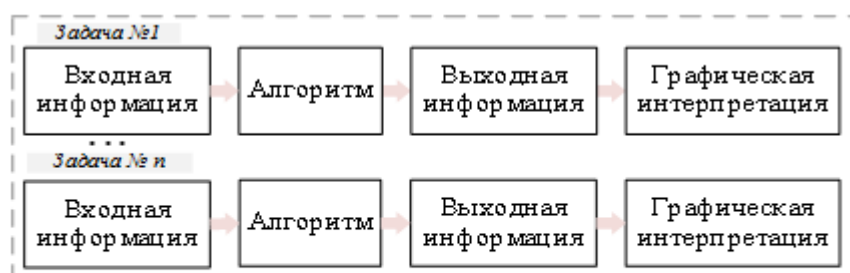 Задача №1
Входная информация
Алгоритм
Выходная информация
Графическая интерпретация
...
Задача № n
Входная информация
Алгоритм
Выходная информация
Графическая интерпретация